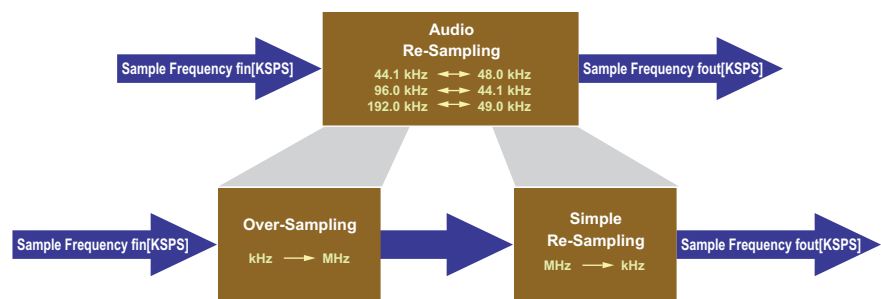 Audio
Re-Sampling
Sample Frequency fin[KSPS]
44.1 kHz ↔ 48.0 kHz
96.0 kHz ↔ 44.1 kHz
192.0 kHz ↔ 49.0 kHz
Sample Frequency fout[KSPS]
Sample Frequency fin[KSPS]
Over-Sampling
kHz → MHz
Simple
Re-Sampling
MHz → kHz
Sample Frequency fout[KSPS]